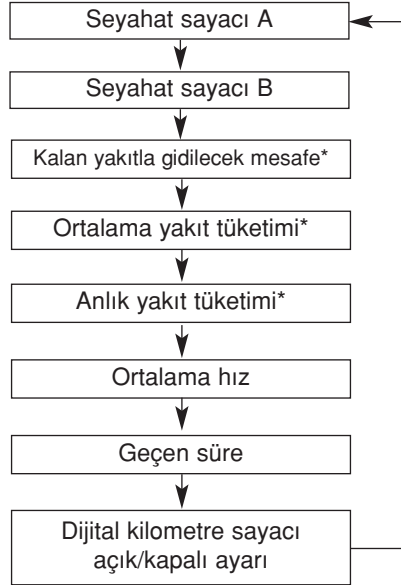 Seyahat sayacı A
Seyahat sayacı B
Kalan yakıtla gidilecek mesafe*
Ortalama yakıt tüketimi*
Anlık yakıt tüketimi*
Ortalama hız
Geçen süre
Dijital kilometre sayacı
açık/kapalı ayarı